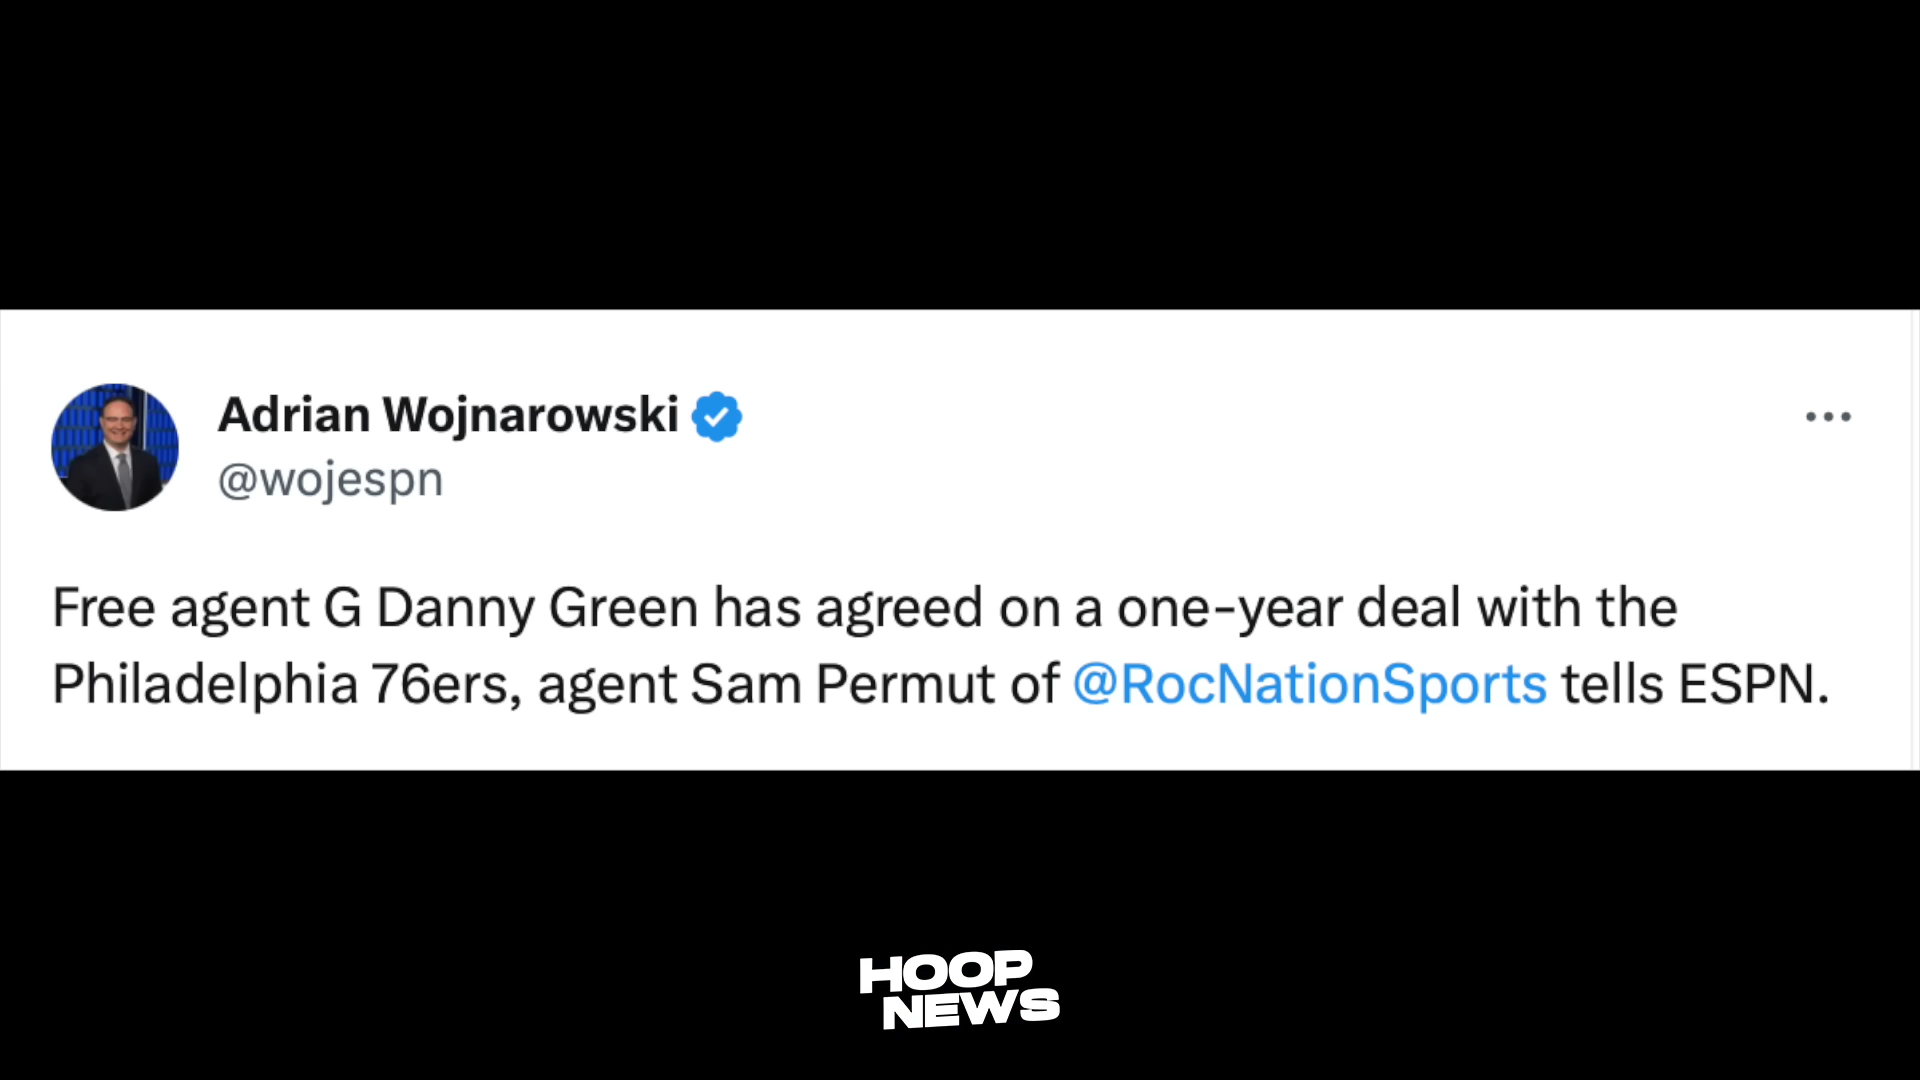 Adrian Wojnarowski
@wojespn
Free agent G Danny Green has agreed on a one-year deal with the
Philadelphia 76ers, agent Sam Permut of @RocNationSports tells ESPN.
HOOP
NEWS